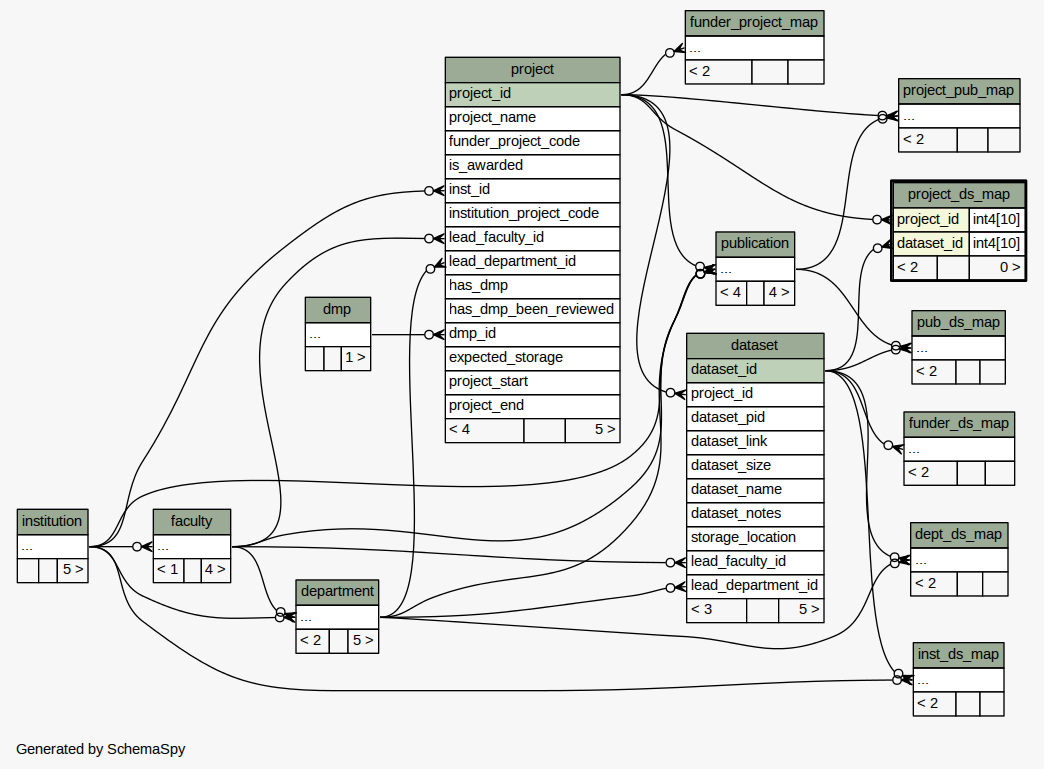 funder_project_map
...
< 2
project
project_id
project_name
funder_project_code
is_awarded
inst_id
institution_project_code
lead_faculty_id
lead_department_id
has_dmp
has_dmp_been_reviewed
dmp_id
expected_storage
project_start
project_end
< 4 5 >
project_pub_map
...
< 2
project_ds_map
project_id int4[10]
dataset_id int4[10]
< 2 0 >
publication
...
< 4 4 >
dmp
...
1 >
pub_ds_map
...
< 2
dataset
dataset_id
project_id
dataset_pid
dataset_link
dataset_size
dataset_name
dataset_notes
storage_location
lead_faculty_id
lead_department_id
< 3 5 >
funder_ds_map
...
< 2
institution
...
5 >
faculty
...
< 1 4 >
dept_ds_map
...
< 2
department
...
< 2 5 >
inst_ds_map
...
< 2
Generated by SchemaSpy